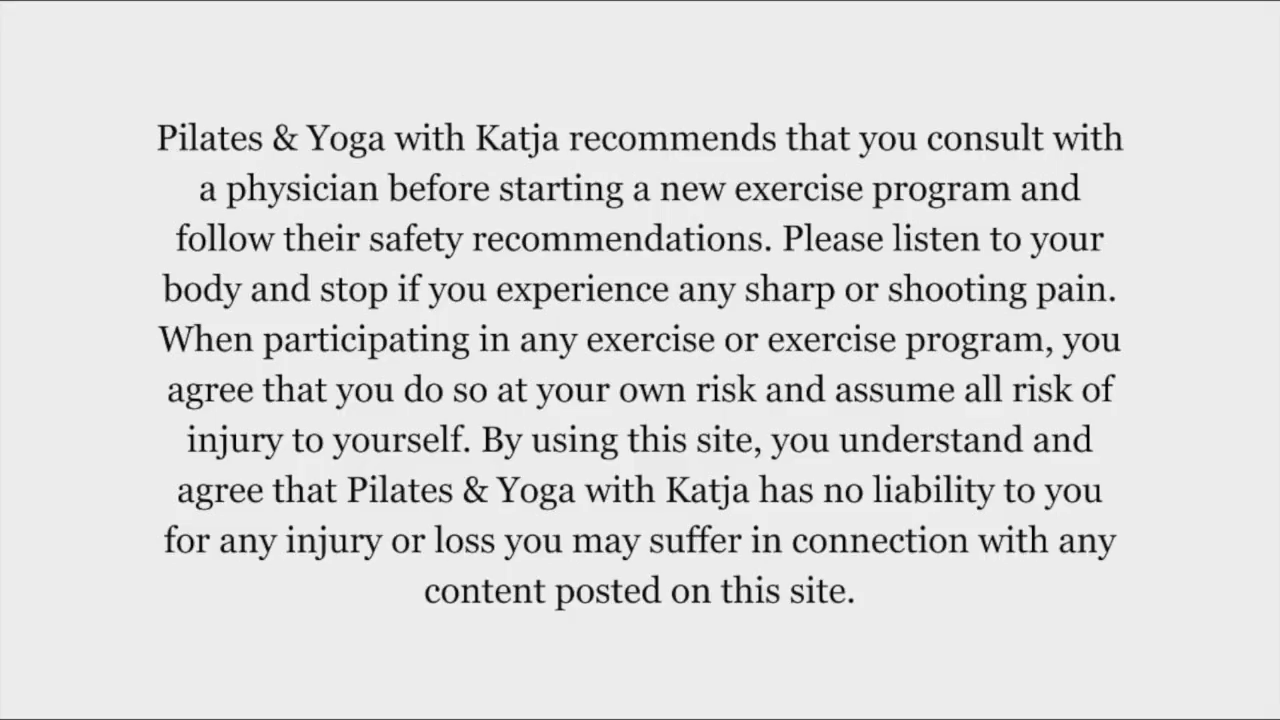 Pilates & Yoga with Katja recommends that you consult with
a physician before starting a new exercise program and
follow their safety recommendations. Please listen to your
body and stop if you experience any sharp or shooting pain.
When participating in any exercise or exercise program, you
agree that you do so at your own risk and assume all risk of
injury to yourself. By using this site, you understand and
agree that Pilates & Yoga with Katja has no liability to you
for any injury or loss you may suffer in connection with any
content posted on this site.